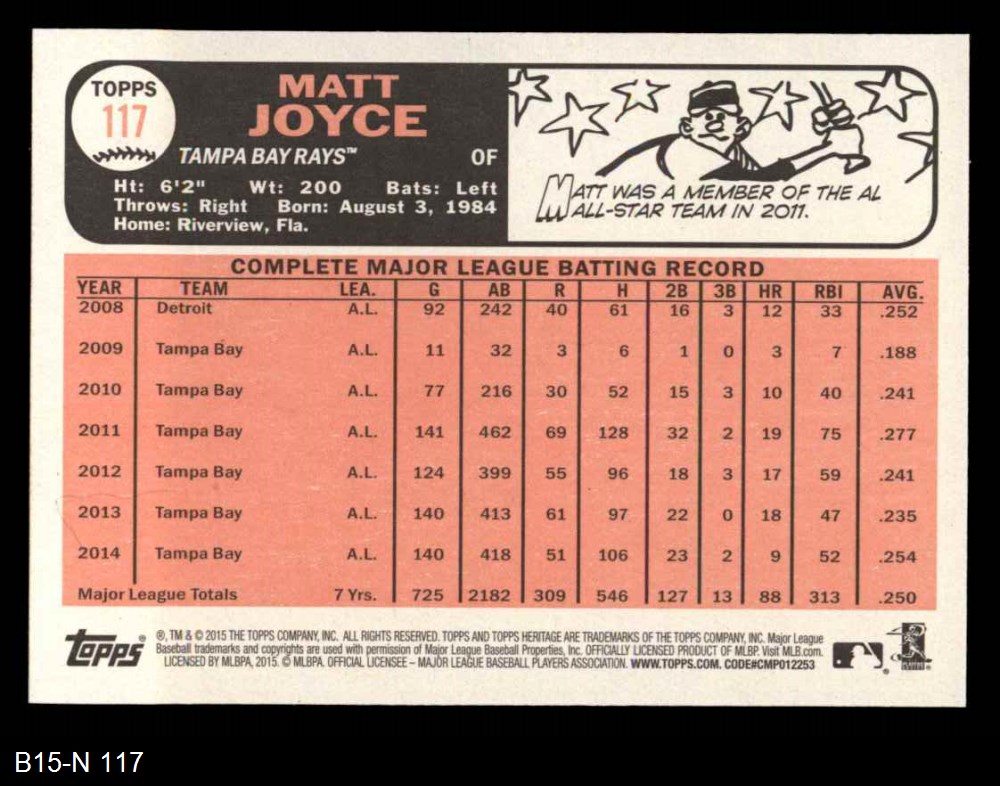 TOPPS
117
MATT
JOYCE
TAMPA BAY RAYS™ OF
Ht: 6'2" Wt: 200 Bats: Left
Throws: Right Born: August 3, 1984
Home: Riverview, Fla.
MATT WAS A MEMBER OF THE AL
ALL-STAR TEAM IN 2011.
COMPLETE MAJOR LEAGUE BATTING RECORD
YEAR TEAM LEA. G AB R H 2B 3B HR RBI AVG.
2008 Detroit A.L. 92 242 40 61 16 3 12 33 .252
2009 Tampa Bay A.L. 11 32 3 6 1 0 3 7 .188
2010 Tampa Bay A.L. 77 216 30 52 15 3 10 40 .241
2011 Tampa Bay A.L. 141 462 69 128 32 2 19 75 .277
2012 Tampa Bay A.L. 124 399 55 96 18 3 17 59 .241
2013 Tampa Bay A.L. 140 413 61 97 22 0 18 47 .235
2014 Tampa Bay A.L. 140 418 51 106 23 2 9 52 .254
Major League Totals 7 Yrs. 725 2182 309 546 127 13 88 313 .250
topps®
®, TM & © 2015 THE TOPPS COMPANY, INC. ALL RIGHTS RESERVED. TOPPS AND TOPPS HERITAGE ARE TRADEMARKS OF THE TOPPS COMPANY, INC. Major League
Baseball trademarks and copyrights are used with permission of Major League Baseball Properties, Inc. OFFICIALLY LICENSED PRODUCT OF MLBP. Visit MLB.com.
LICENSED BY MLBPA, 2015. © MLBPA. OFFICIAL LICENSEE – MAJOR LEAGUE BASEBALL PLAYERS ASSOCIATION. WWW.TOPPS.COM. CODE#CMP012253
B15-N 117